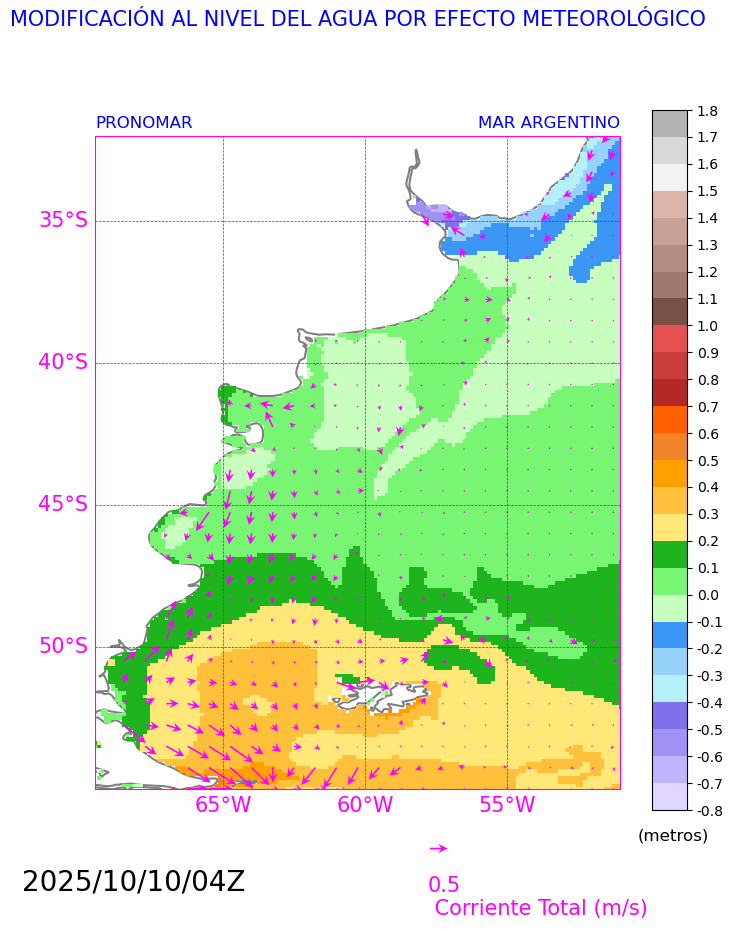 MODIFICACIÓN AL NIVEL DEL AGUA POR EFECTO METEOROLÓGICO
PRONOMAR MAR ARGENTINO
35°S
40°S
45°S
50°S
65°W 60°W 55°W
1.8
1.7
1.6
1.5
1.4
1.3
1.2
1.1
1.0
0.9
0.8
0.7
0.6
0.5
0.4
0.3
0.2
0.1
0.0
-0.1
-0.2
-0.3
-0.4
-0.5
-0.6
-0.7
-0.8
(metros)
2025/10/10/04Z
0.5
Corriente Total (m/s)